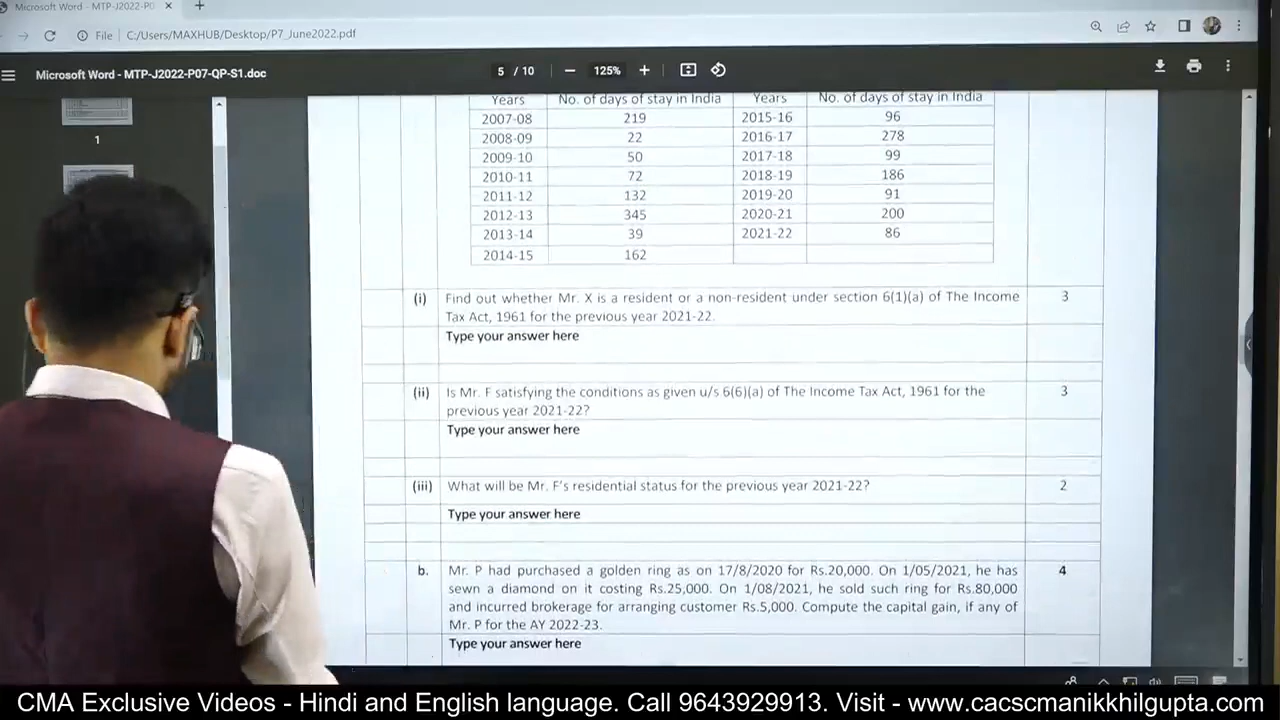 Microsoft Word - MTP-J2022-P0
File C:/Users/MAXHUB/Desktop/P7_June2022.pdf
Microsoft Word - MTP-J2022-P07-QP-S1.doc 5 / 10 125%
1
Years No. of days of stay in India Years No. of days of stay in India
2007-08 219 2015-16 96
2008-09 22 2016-17 278
2009-10 50 2017-18 99
2010-11 72 2018-19 186
2011-12 132 2019-20 91
2012-13 345 2020-21 200
2013-14 39 2021-22 86
2014-15 162
(i) Find out whether Mr. X is a resident or a non-resident under section 6(1)(a) of The Income 3
Tax Act, 1961 for the previous year 2021-22.
Type your answer here
(ii) Is Mr. F satisfying the conditions as given u/s 6(6)(a) of The Income Tax Act, 1961 for the 3
previous year 2021-22?
Type your answer here
(iii) What will be Mr. F's residential status for the previous year 2021-22? 2
Type your answer here
b. Mr. P had purchased a golden ring as on 17/8/2020 for Rs.20,000. On 1/05/2021, he has 4
sewn a diamond on it costing Rs.25,000. On 1/08/2021, he sold such ring for Rs.80,000
and incurred brokerage for arranging customer Rs.5,000. Compute the capital gain, if any of
Mr. P for the AY 2022-23.
Type your answer here
CMA Exclusive Videos - Hindi and English language. Call 9643929913. Visit - www.cacscmanikkhilgupta.com